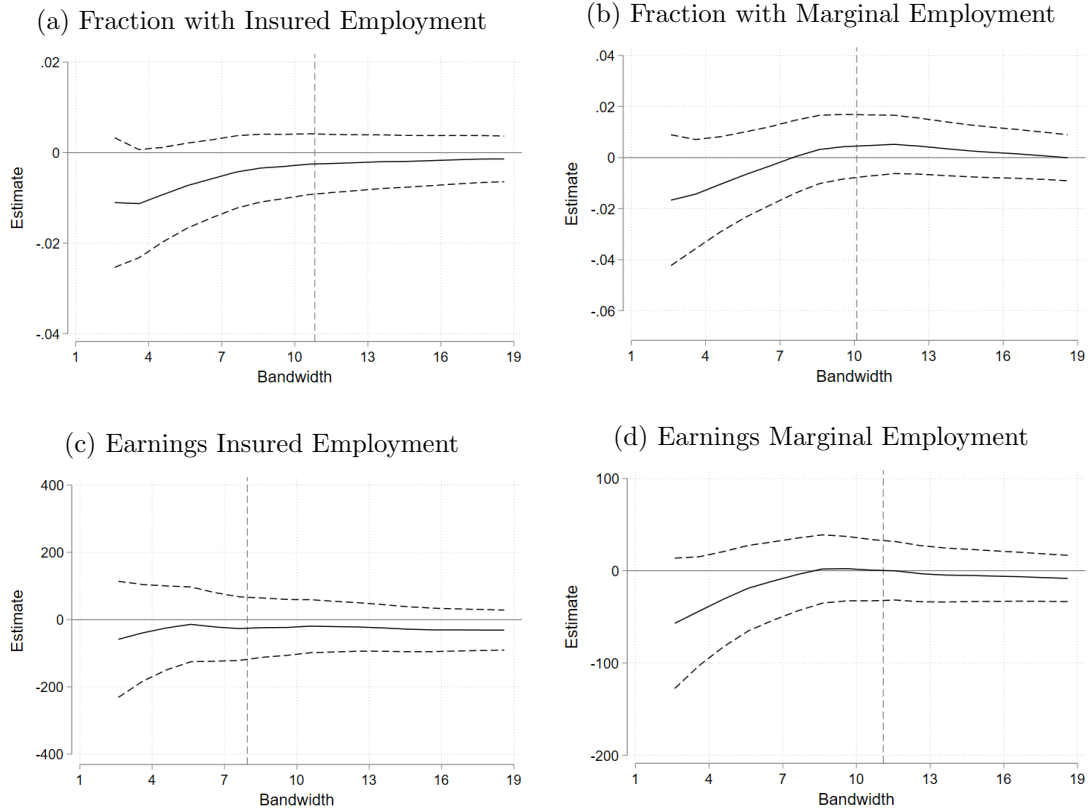 (a) Fraction with Insured Employment
.02
0
-.02
-.04
Estimate
1 4 7 10 13 16 19
Bandwidth
(b) Fraction with Marginal Employment
.04
.02
0
-.02
-.04
-.06
Estimate
1 4 7 10 13 16 19
Bandwidth
(c) Earnings Insured Employment
400
200
0
-200
-400
Estimate
1 4 7 10 13 16 19
Bandwidth
(d) Earnings Marginal Employment
100
0
-100
-200
Estimate
1 4 7 10 13 16 19
Bandwidth